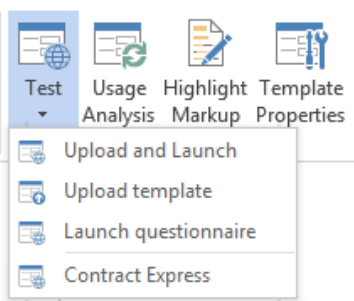 Test
Usage Analysis
Highlight Markup
Template Properties
Upload and Launch
Upload template
Launch questionnaire
Contract Express